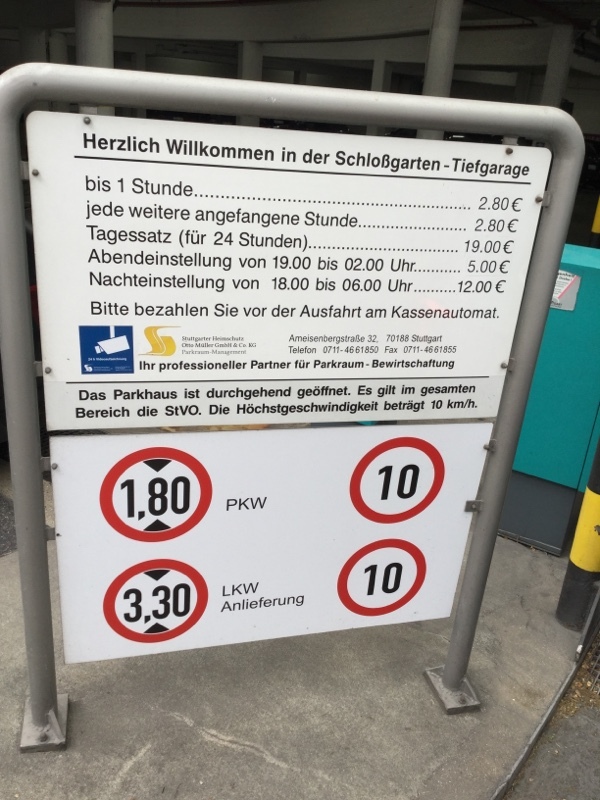 Herzlich Willkommen in der Schloßgarten-Tiefgarage
bis 1 Stunde.......................................................... 2.80€
jede weitere angefangene Stunde....................... 2.80€
Tagessatz (für 24 Stunden)................................ 19.00€
Abendeinstellung von 19.00 bis 02.00 Uhr........... 5.00€
Nachteinstellung von 18.00 bis 06.00 Uhr..........12.00€
Bitte bezahlen Sie vor der Ausfahrt am Kassenautomat.
Stuttgarter Heimschutz
Otto Müller GmbH & Co. KG
Parkraum-Management
Ameisenbergstraße 32, 70188 Stuttgart
Telefon 0711-4661850 Fax 0711-4661855
Ihr professioneller Partner für Parkraum-Bewirtschaftung
Das Parkhaus ist durchgehend geöffnet. Es gilt im gesamten
Bereich die StVO. Die Höchstgeschwindigkeit beträgt 10 km/h.
1,80 PKW 10
3,30 LKW
Anlieferung 10